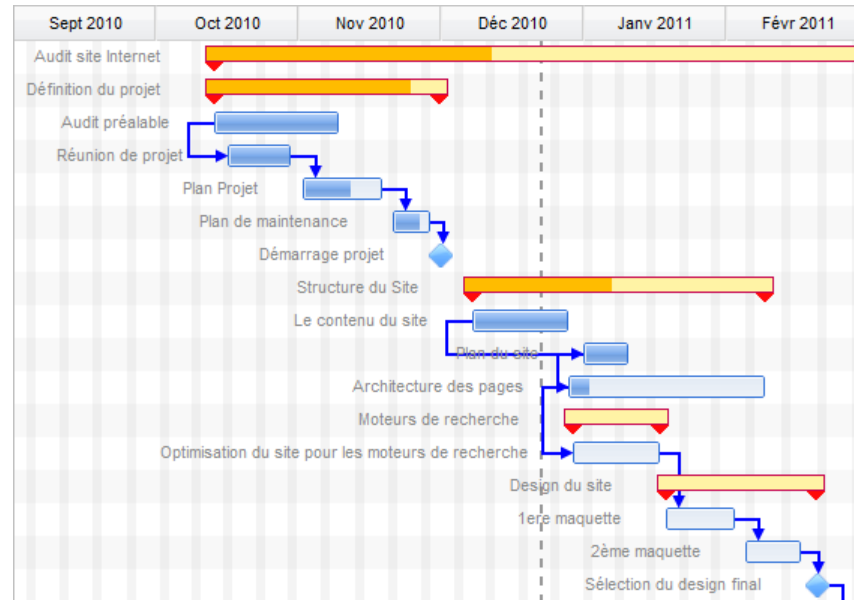 Sept 2010 Oct 2010 Nov 2010 Déc 2010 Janv 2011 Févr 2011
Audit site Internet
Définition du projet
Audit préalable
Réunion de projet
Plan Projet
Plan de maintenance
Démarrage projet
Structure du Site
Le contenu du site
Plan du site
Architecture des pages
Moteurs de recherche
Optimisation du site pour les moteurs de recherche
Design du site
1ere maquette
2ème maquette
Sélection du design final